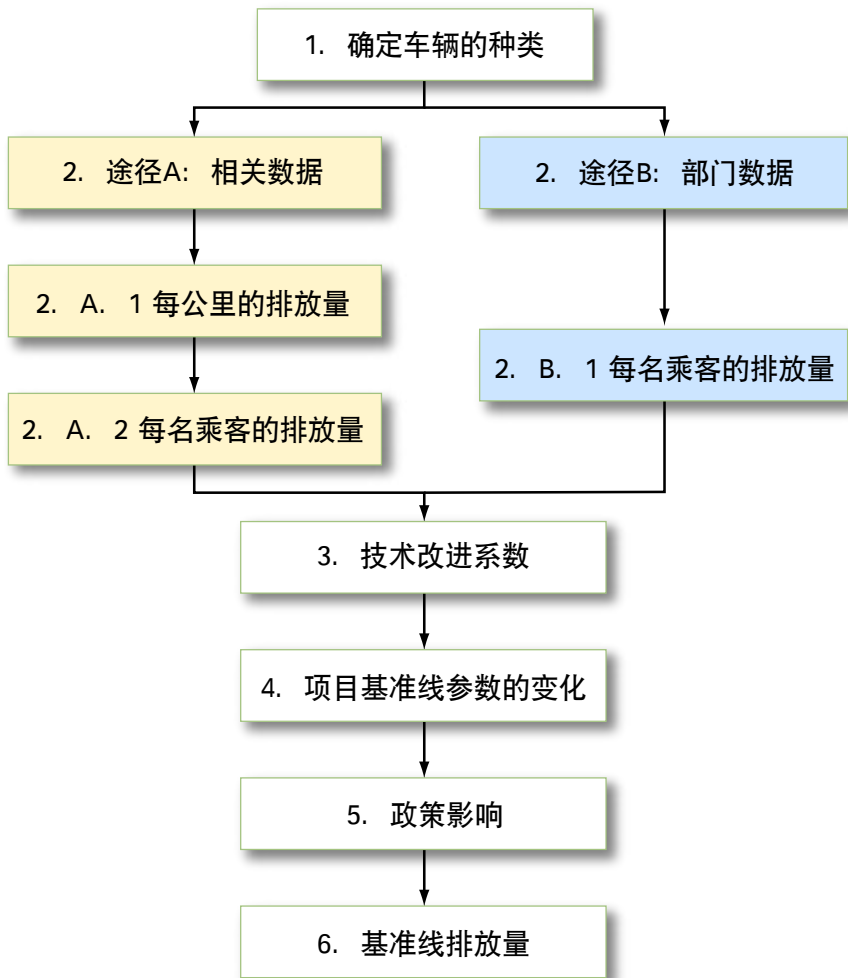 1. 确定车辆的种类
2. 途径A: 相关数据
2. 途径B: 部门数据
2. A. 1 每公里的排放量
2. B. 1 每名乘客的排放量
2. A. 2 每名乘客的排放量
3. 技术改进系数
4. 项目基准线参数的变化
5. 政策影响
6. 基准线排放量